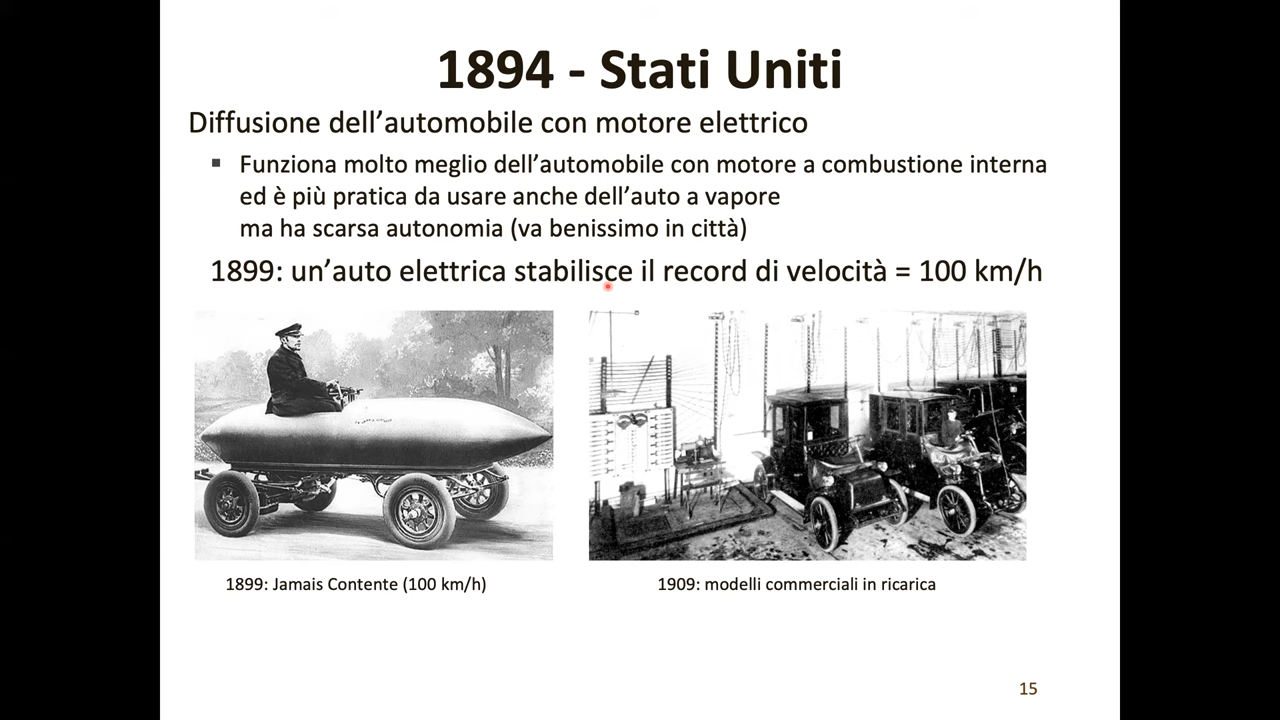 1894 - Stati Uniti
Diffusione dell’automobile con motore elettrico
▪ Funziona molto meglio dell’automobile con motore a combustione interna
ed è più pratica da usare anche dell’auto a vapore
ma ha scarsa autonomia (va benissimo in città)
1899: un’auto elettrica stabilisce il record di velocità = 100 km/h
1899: Jamais Contente (100 km/h)
1909: modelli commerciali in ricarica
15